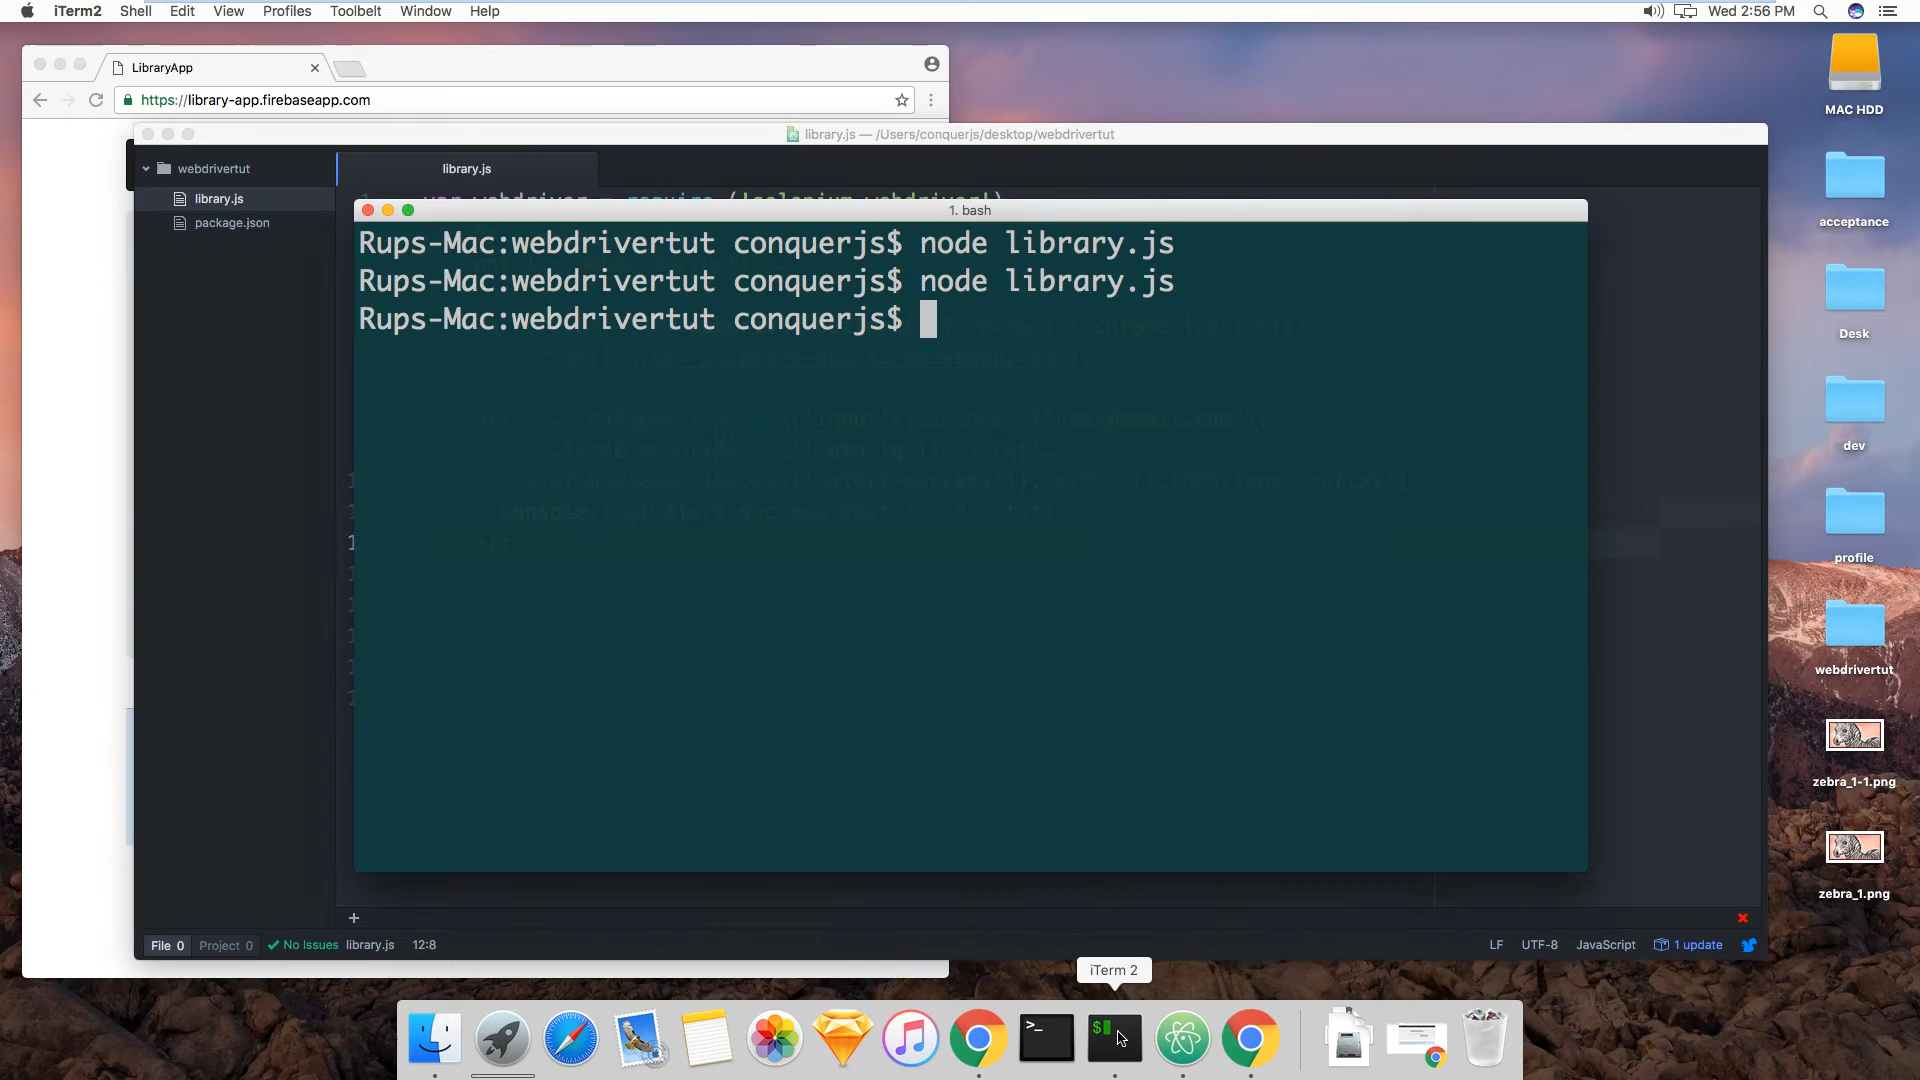 iTerm2 Shell Edit View Profiles Toolbelt Window Help
Wed 2:56 PM
LibraryApp
https://library-app.firebaseapp.com
library.js — /Users/conquerjs/desktop/webdrivertut
webdrivertut
library.js
library.js
package.json
1. bash
Rups-Mac:webdrivertut conquerjs$ node library.js
Rups-Mac:webdrivertut conquerjs$ node library.js
Rups-Mac:webdrivertut conquerjs$
MAC HDD
acceptance
Desk
dev
profile
webdrivertut
zebra_1-1.png
zebra_1.png
+
File 0 Project 0 No Issues library.js 12:8
LF UTF-8 JavaScript 1 update
iTerm 2
>_
$